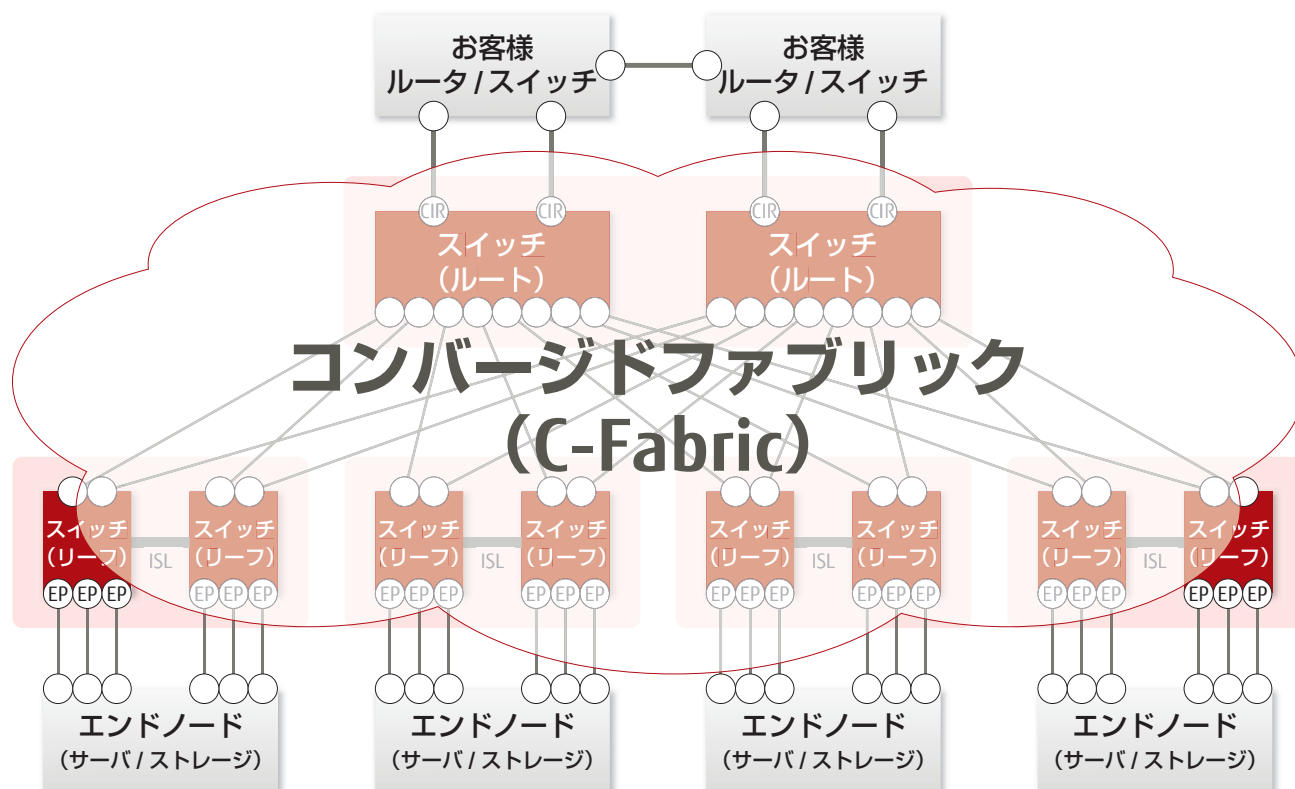 お客様
ルータ / スイッチ
お客様
ルータ / スイッチ
CIR
CIR
CIR
CIR
スイッチ
（ルート）
スイッチ
（ルート）
コンバージドファブリック
（C-Fabric）
スイッチ
（リーフ）
ISL
スイッチ
（リーフ）
スイッチ
（リーフ）
ISL
スイッチ
（リーフ）
スイッチ
（リーフ）
ISL
スイッチ
（リーフ）
スイッチ
（リーフ）
ISL
スイッチ
（リーフ）
EP EP EP
EP EP EP
EP EP EP
EP EP EP
EP EP EP
EP EP EP
EP EP EP
EP EP EP
エンドノード
（サーバ / ストレージ）
エンドノード
（サーバ / ストレージ）
エンドノード
（サーバ / ストレージ）
エンドノード
（サーバ / ストレージ）